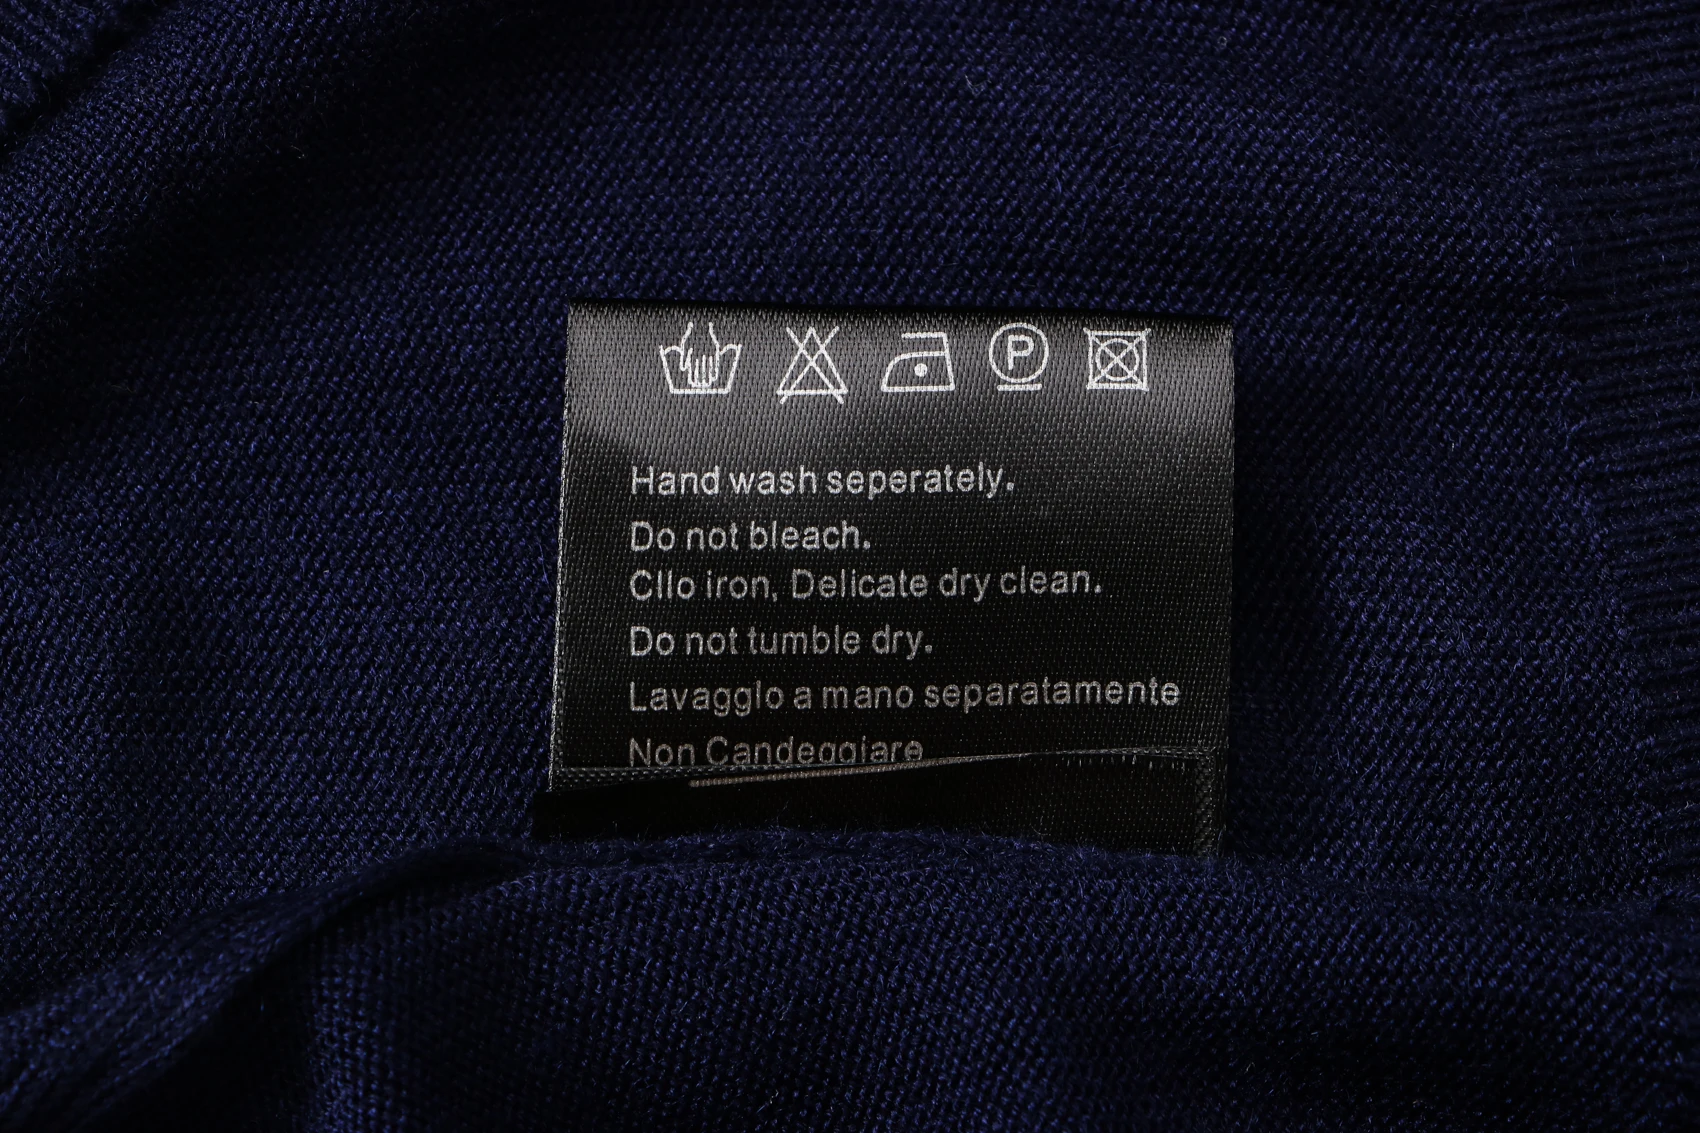 P
Hand wash seperately.
Do not bleach.
Cllo iron, Delicate dry clean.
Do not tumble dry.
Lavagglo a mano separatamente
Non Candeggiare